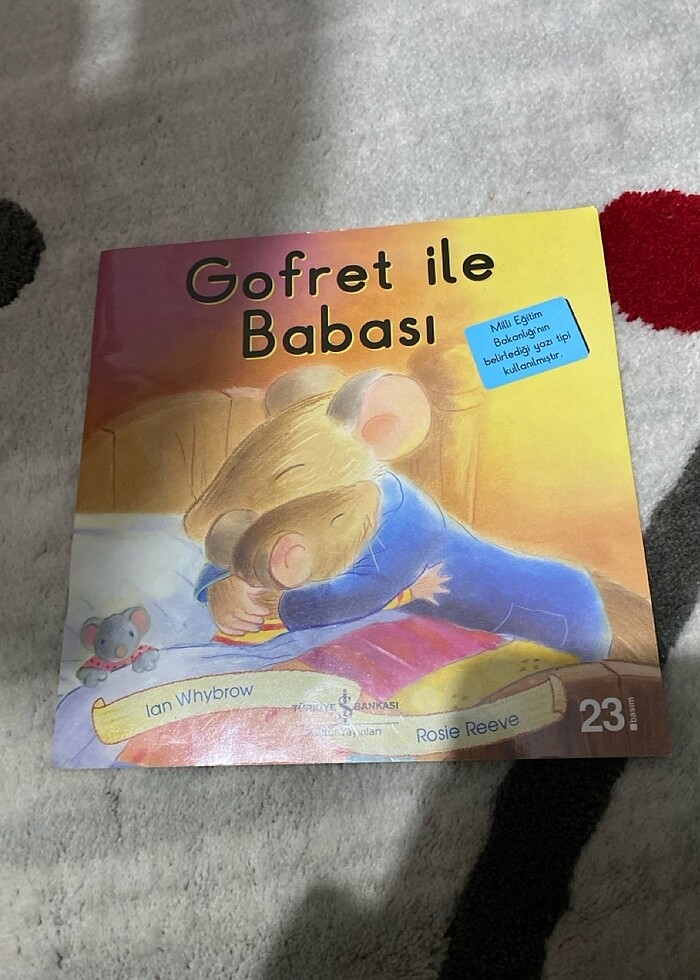 Gofret ile
Babası
Milli Eğitim
Bakanlığı'nın
belirlediği yazı tipi
kullanılmıştır.
Ian Whybrow
TÜRKİYE İŞ BANKASI
Kültür Yayınları
Rosie Reeve
23.
basım